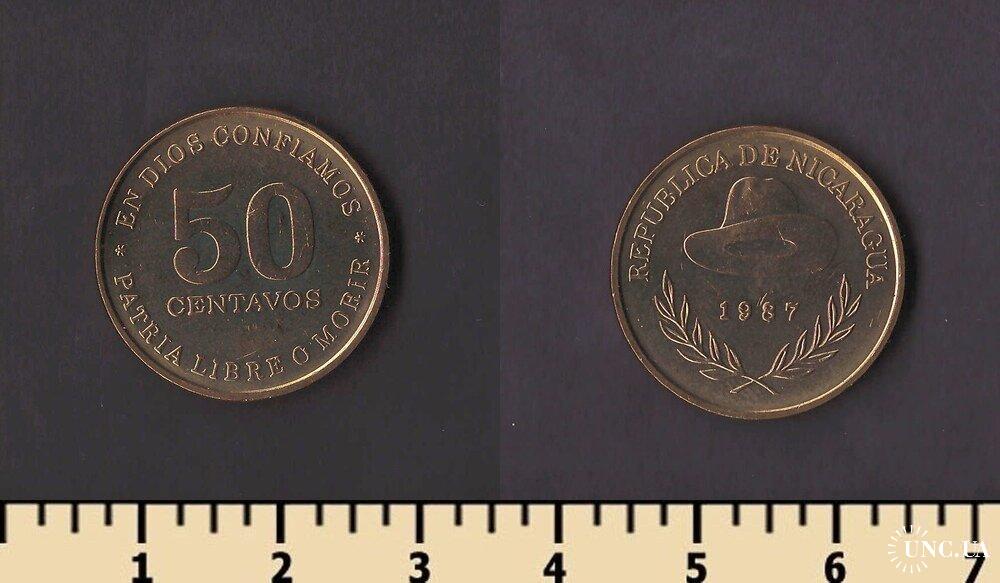 EN DIOS CONFIAMOS
50
CENTAVOS
* PATRIA LIBRE O MORIR *
REPUBLICA DE NICARAGUA
1987
1 2 3 4 5 6 7
UNC.UA